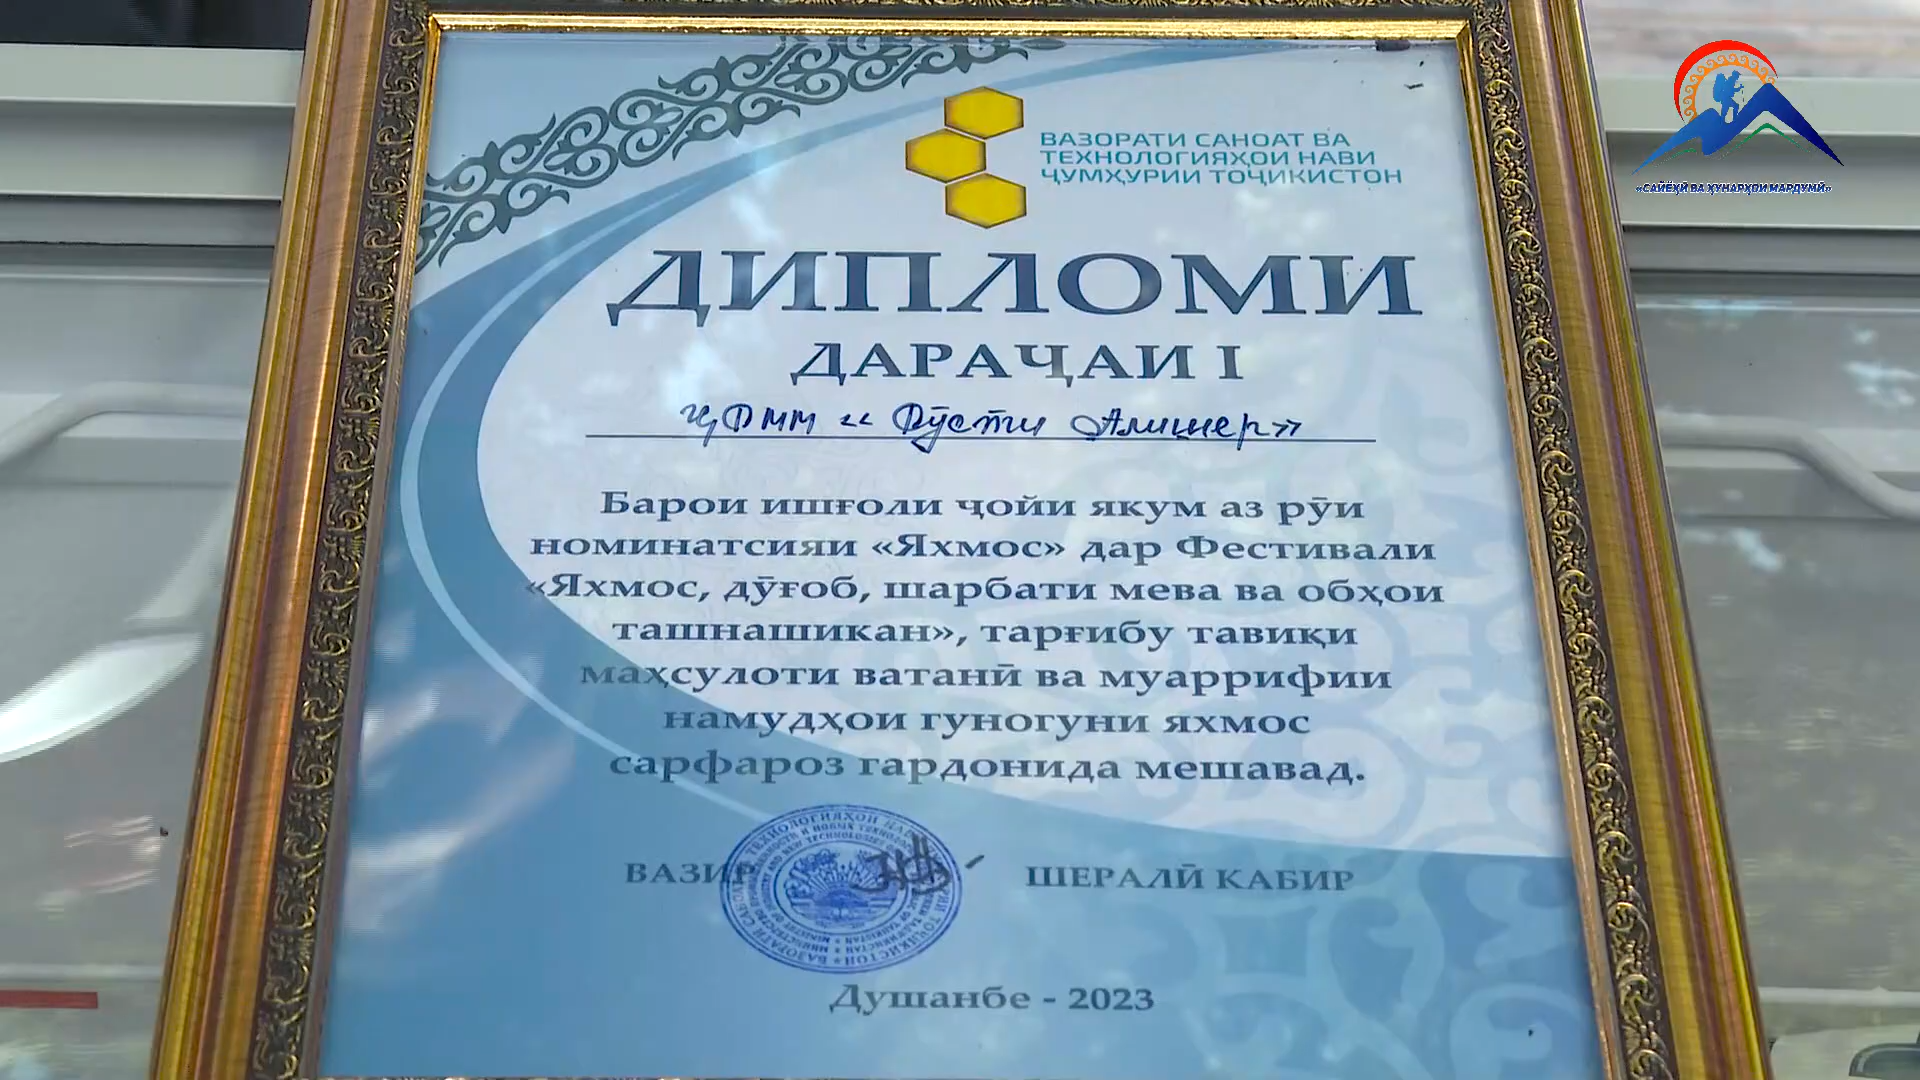 «САЙЁҲӢ ВА ҲУНАРҲОИ МАРДУМӢ»
ВАЗОРАТИ САНОАТ ВА
ТЕХНОЛОГИЯҲОИ НАВИ
ҶУМҲУРИИ ТОҶИКИСТОН
ДИПЛОМИ
ДАРАҶАИ I
ҶДММ «Дӯсти Алишер»
Барои ишғоли ҷойи якум аз рӯи
номинатсияи «Яхмос» дар Фестивали
«Яхмос, дӯғоб, шарбати мева ва обҳои
ташнашикан», тарғибу тавиқи
маҳсулоти ватанӣ ва муаррифии
намудҳои гуногуни яхмос
сарфароз гардонида мешавад.
ВАЗИР ШЕРАЛӢ КАБИР
Душанбе - 2023